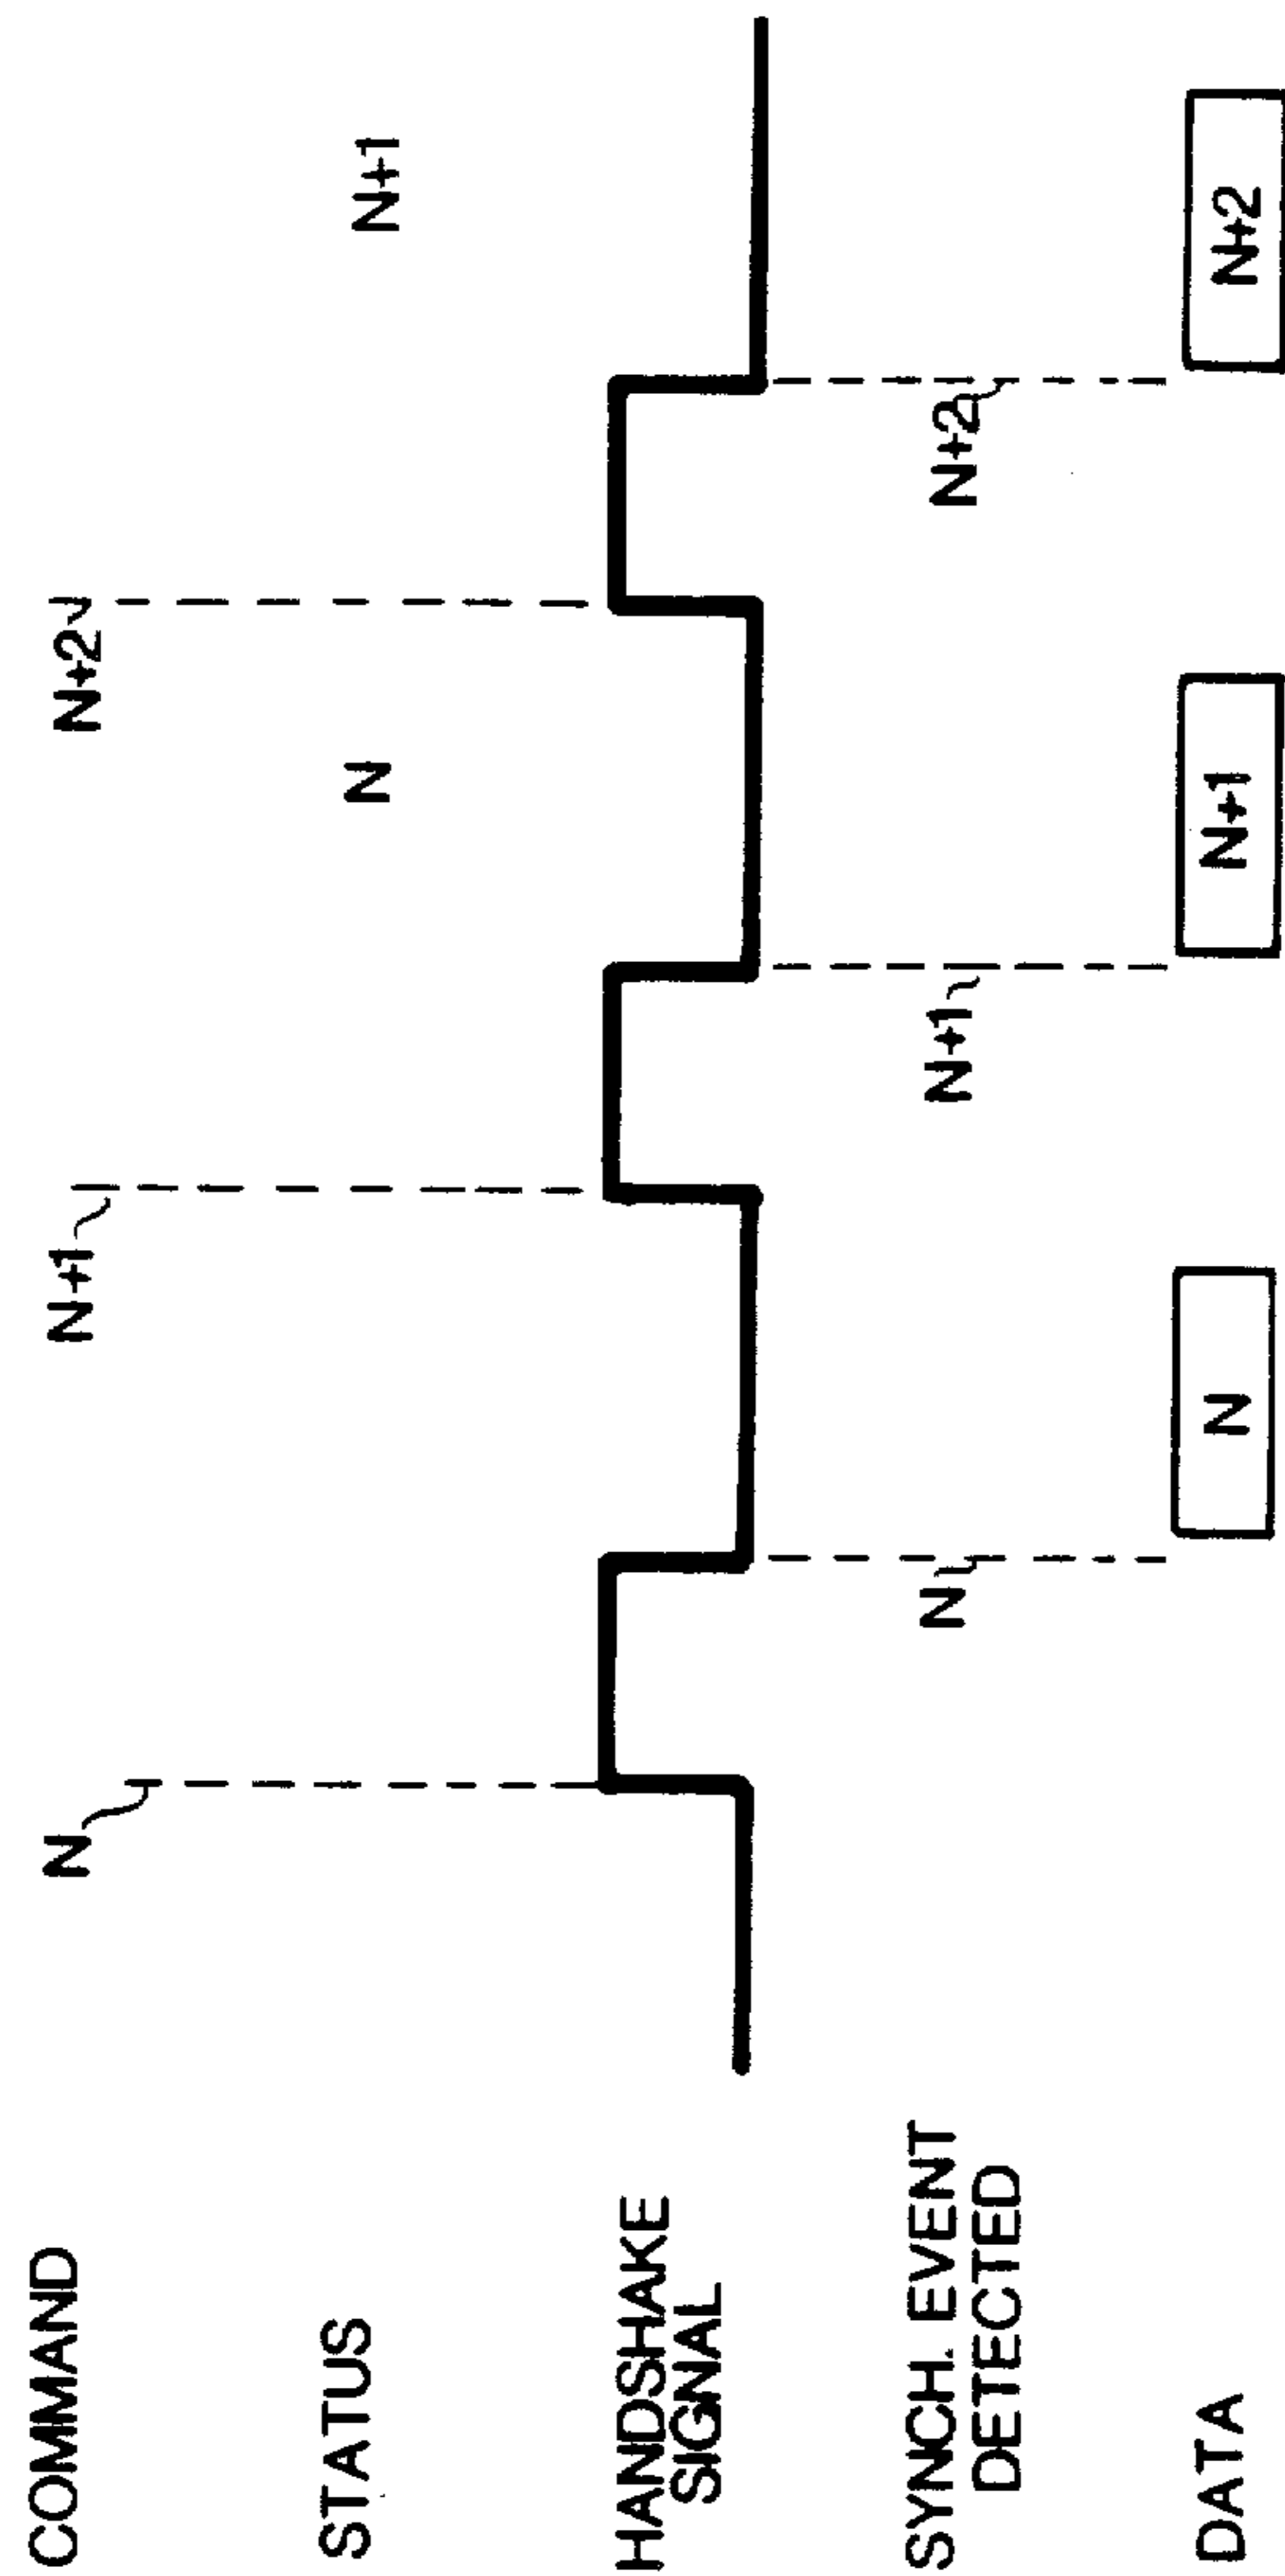 COMMAND
N
N+1
N+2
STATUS
N
N+1
HANDSHAKE
SIGNAL
SYNCH. EVENT
DETECTED
N
N+1
N+2
DATA
N
N+1
N+2